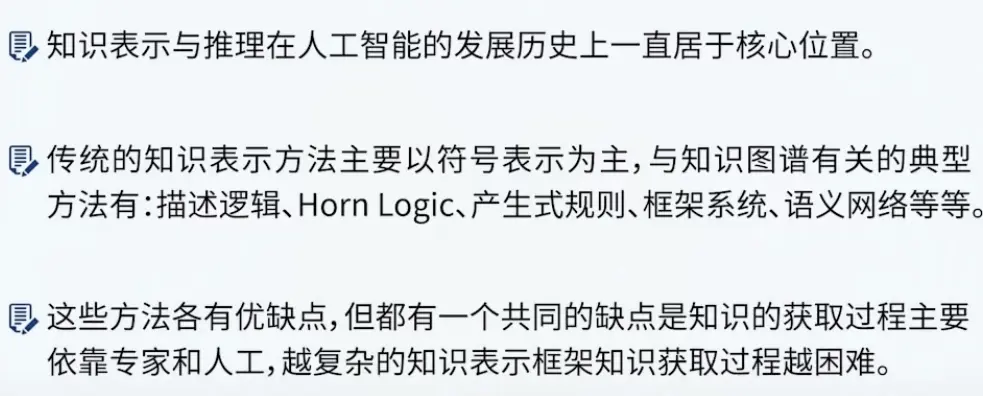 知识表示与推理在人工智能的发展历史上一直居于核心位置。
传统的知识表示方法主要以符号表示为主，与知识图谱有关的典型
方法有：描述逻辑、Horn Logic、产生式规则、框架系统、语义网络等等。
这些方法各有优缺点，但都有一个共同的缺点是知识的获取过程主要
依靠专家和人工，越复杂的知识表示框架知识获取过程越困难。